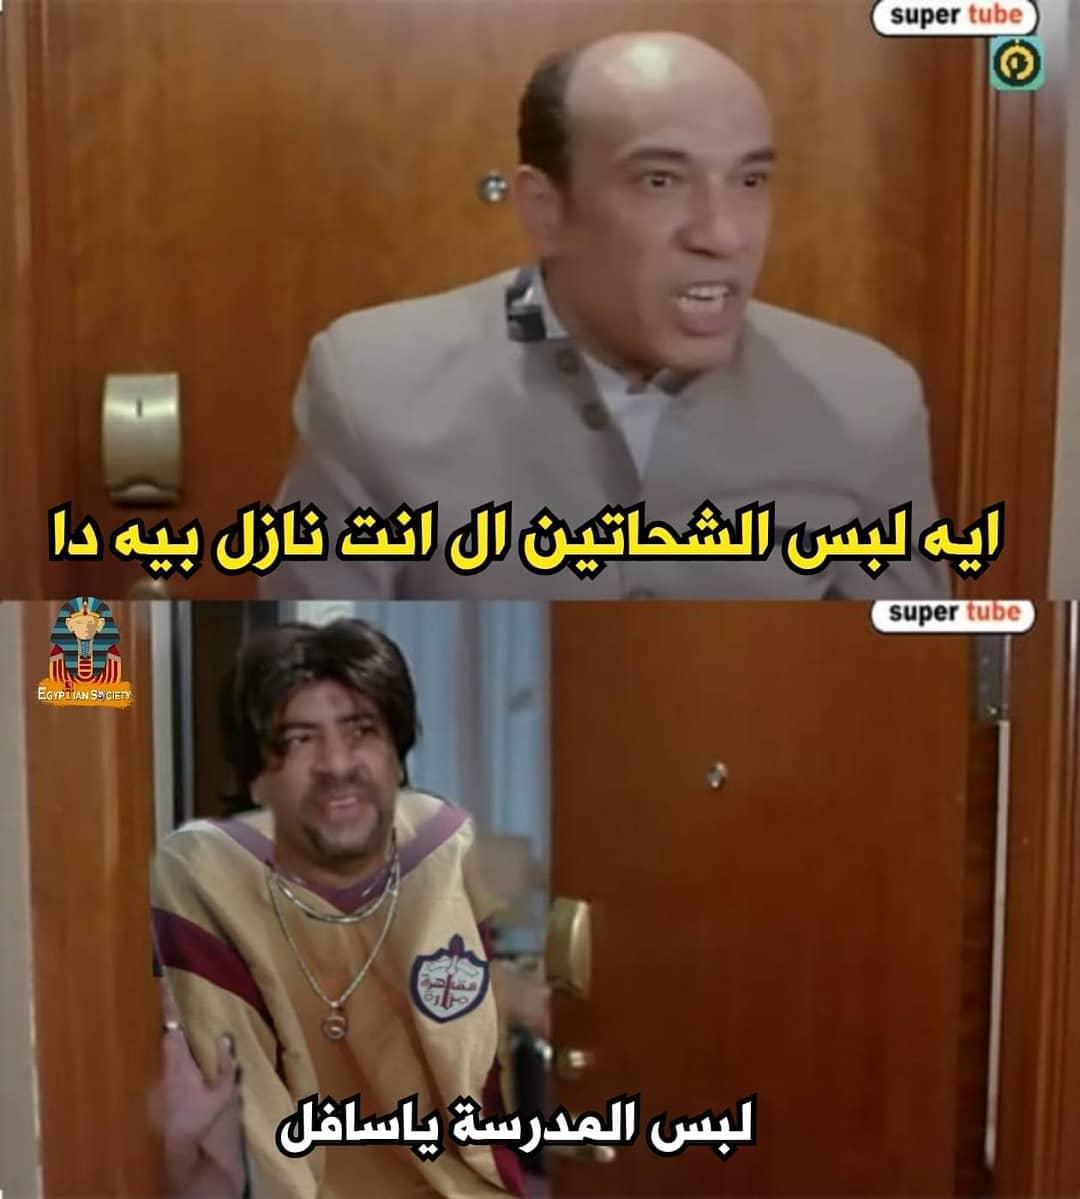 super tube
ايه لبس الشحاتين ال انت نازل بيه دا
super tube
EGYPTIAN SOCIETY
لبس المدرسة ياسافل